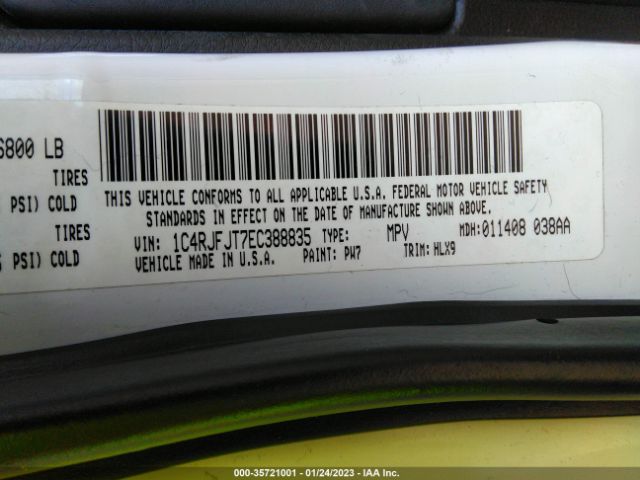 6800 LB
TIRES
PSI) COLD
TIRES
PSI) COLD
THIS VEHICLE CONFORMS TO ALL APPLICABLE U.S.A. FEDERAL MOTOR VEHICLE SAFETY
STANDARDS IN EFFECT ON THE DATE OF MANUFACTURE SHOWN ABOVE.
VIN: 1C4RJFJT7EC388835 TYPE: MPV MDH: 011408 038AA
VEHICLE MADE IN U.S.A. PAINT: PW7 TRIM: HLX9
000-35721001 - 01/24/2023 - IAA Inc.